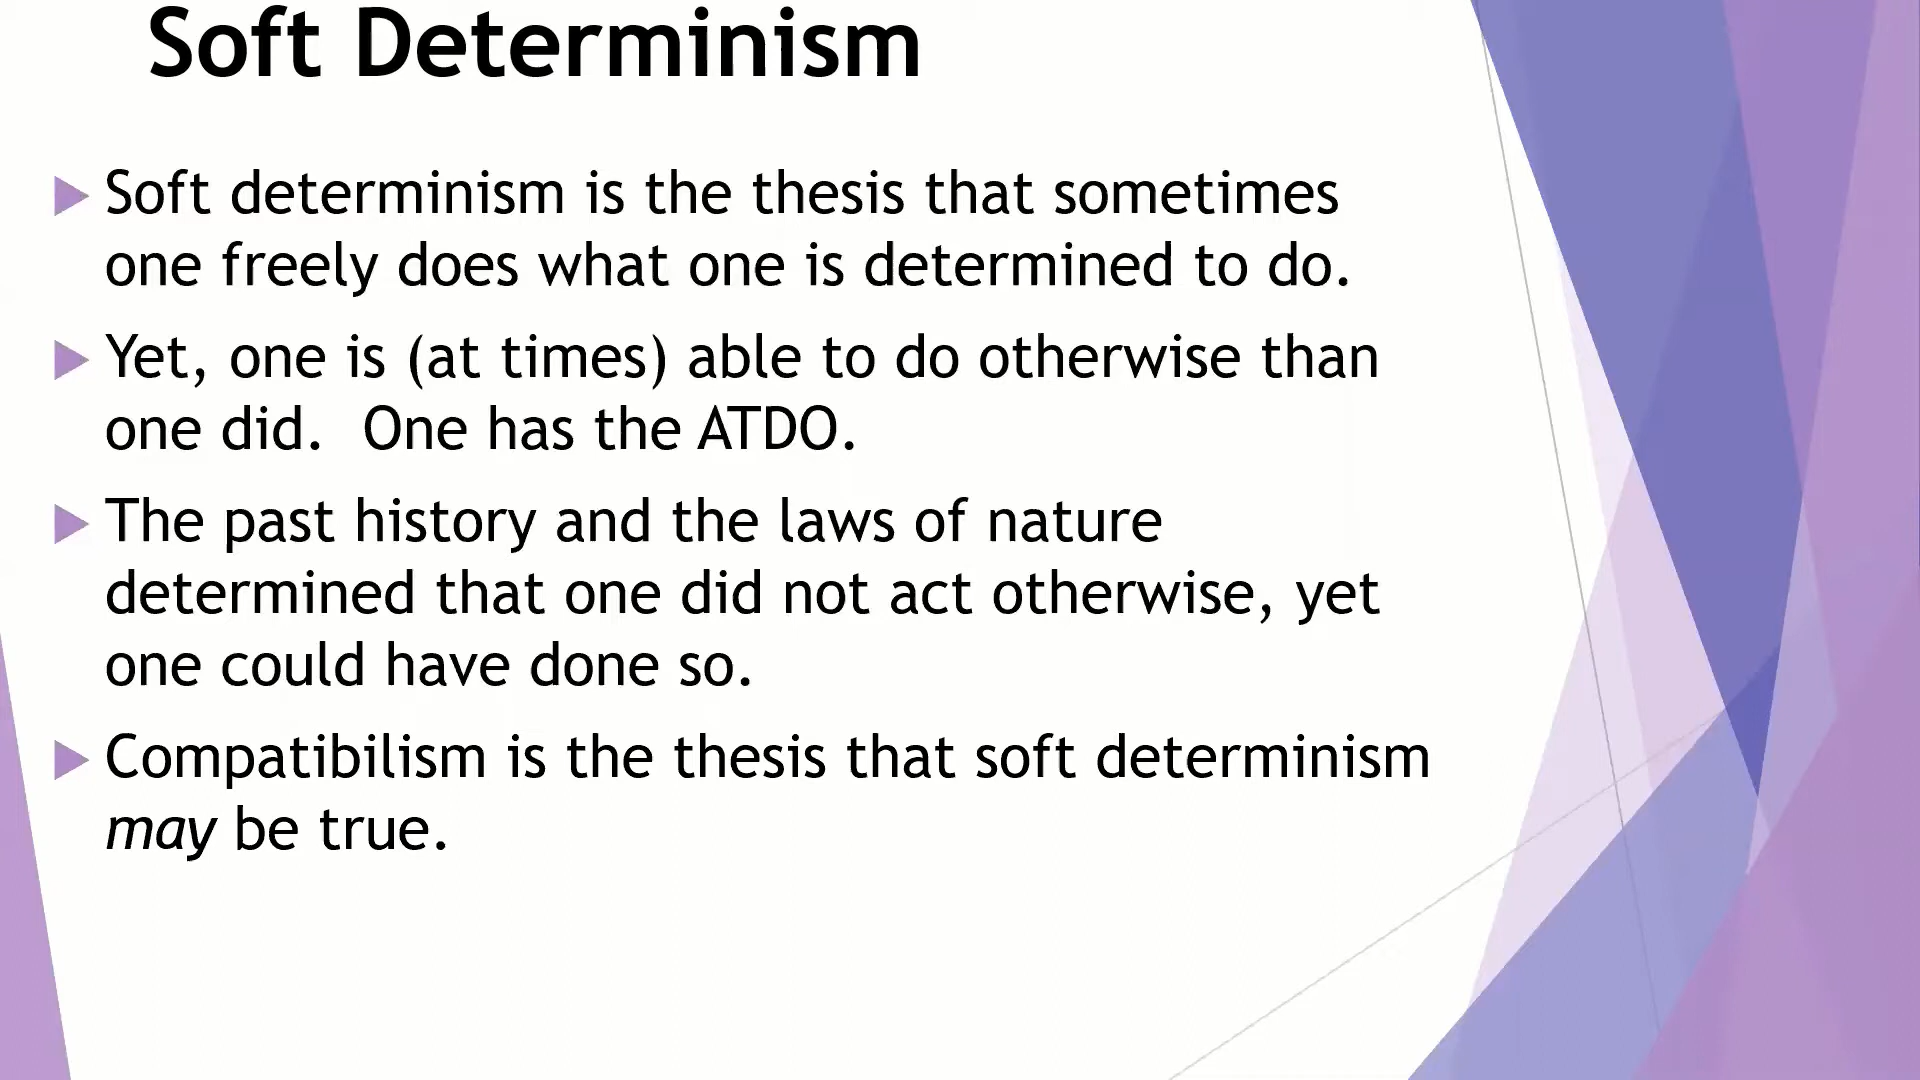 Soft Determinism
Soft determinism is the thesis that sometimes
one freely does what one is determined to do.
Yet, one is (at times) able to do otherwise than
one did.  One has the ATDO.
The past history and the laws of nature
determined that one did not act otherwise, yet
one could have done so.
Compatibilism is the thesis that soft determinism
may be true.